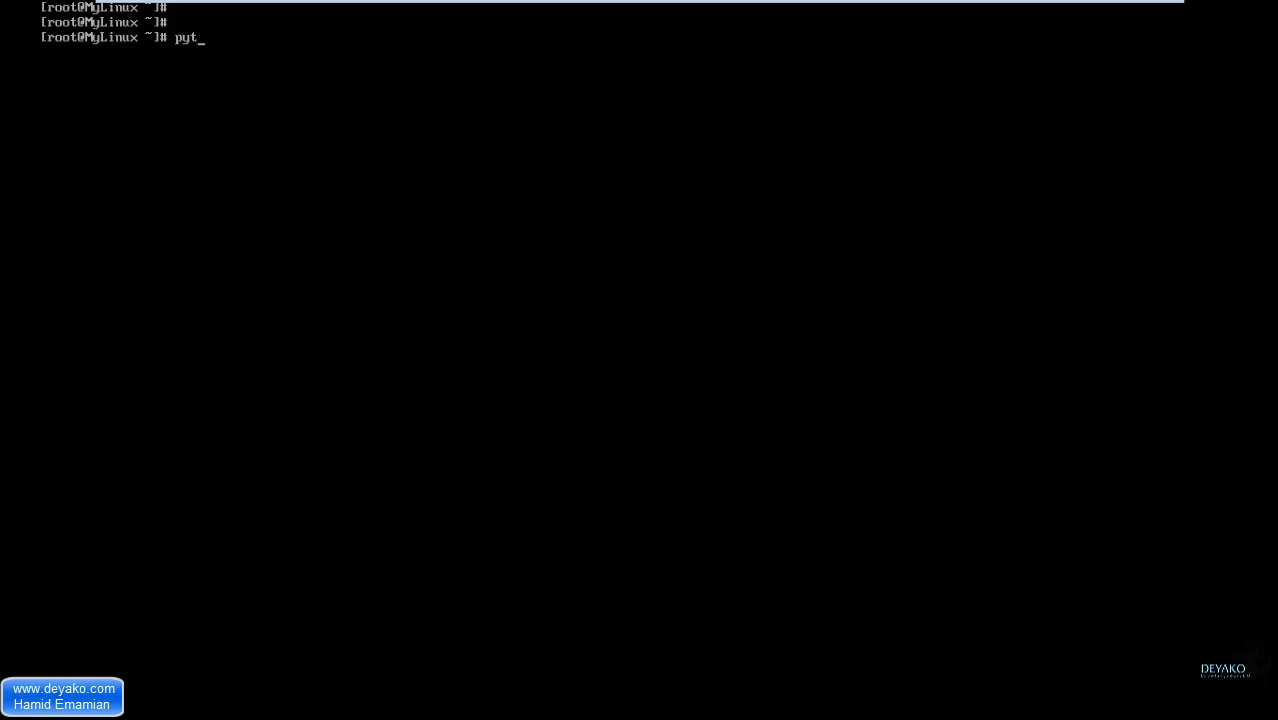 [root@MyLinux ~]#
[root@MyLinux ~]#
[root@MyLinux ~]# pyt_
DEYAKO
www.deyako.com
Hamid Emamian